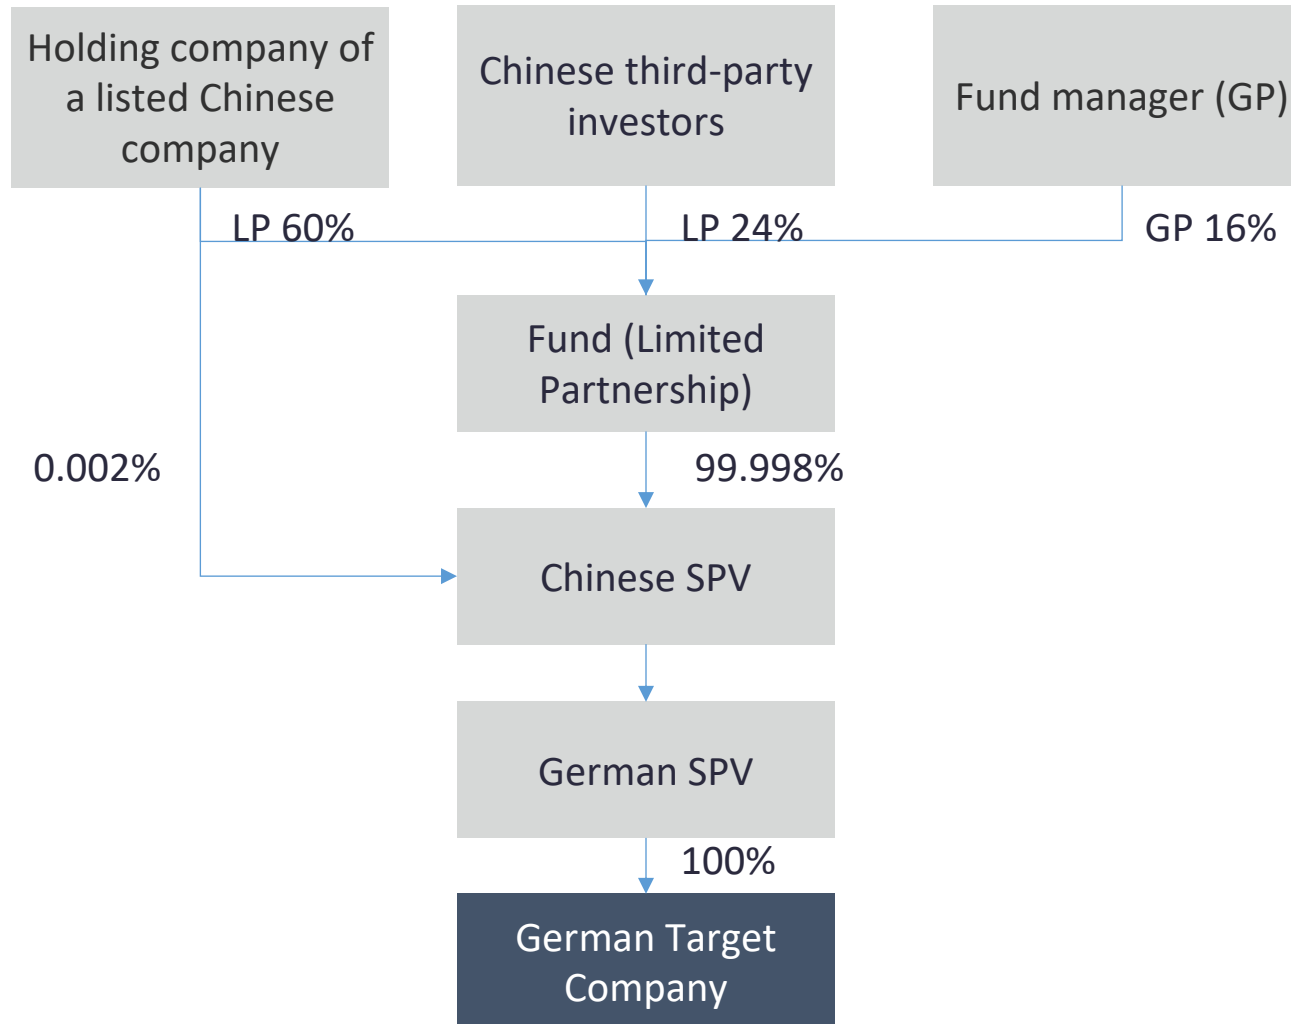 Holding company of
a listed Chinese
company
Chinese third-party
investors
Fund manager (GP)
LP 60%
LP 24%
GP 16%
Fund (Limited
Partnership)
0.002%
99.998%
Chinese SPV
German SPV
100%
German Target
Company